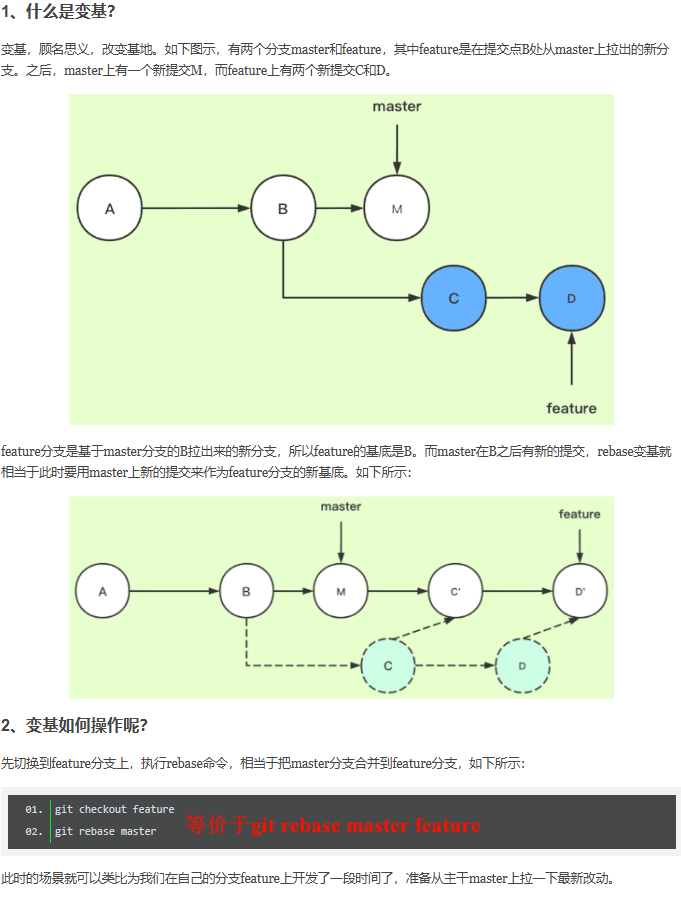 1、什么是变基？
变基，顾名思义，改变基地。如下图示，有两个分支master和feature，其中feature是在提交点B处从master上拉出的新分
支。之后，master上有一个新提交M，而feature上有两个新提交C和D。
master
A
B
M
C
D
feature
feature分支是基于master分支的B拉出来的新分支，所以feature的基底是B。而master在B之后有新的提交，rebase变基就
相当于此时要用master上新的提交来作为feature分支的新基底。如下所示：
master
feature
A
B
M
C'
D'
C
D
2、变基如何操作呢？
先切换到feature分支上，执行rebase命令，相当于把master分支合并到feature分支，如下所示：
01. git checkout feature
02. git rebase master
等价于git rebase master feature
此时的场景就可以类比为我们在自己的分支feature上开发了一段时间了，准备从主干master上拉一下最新改动。